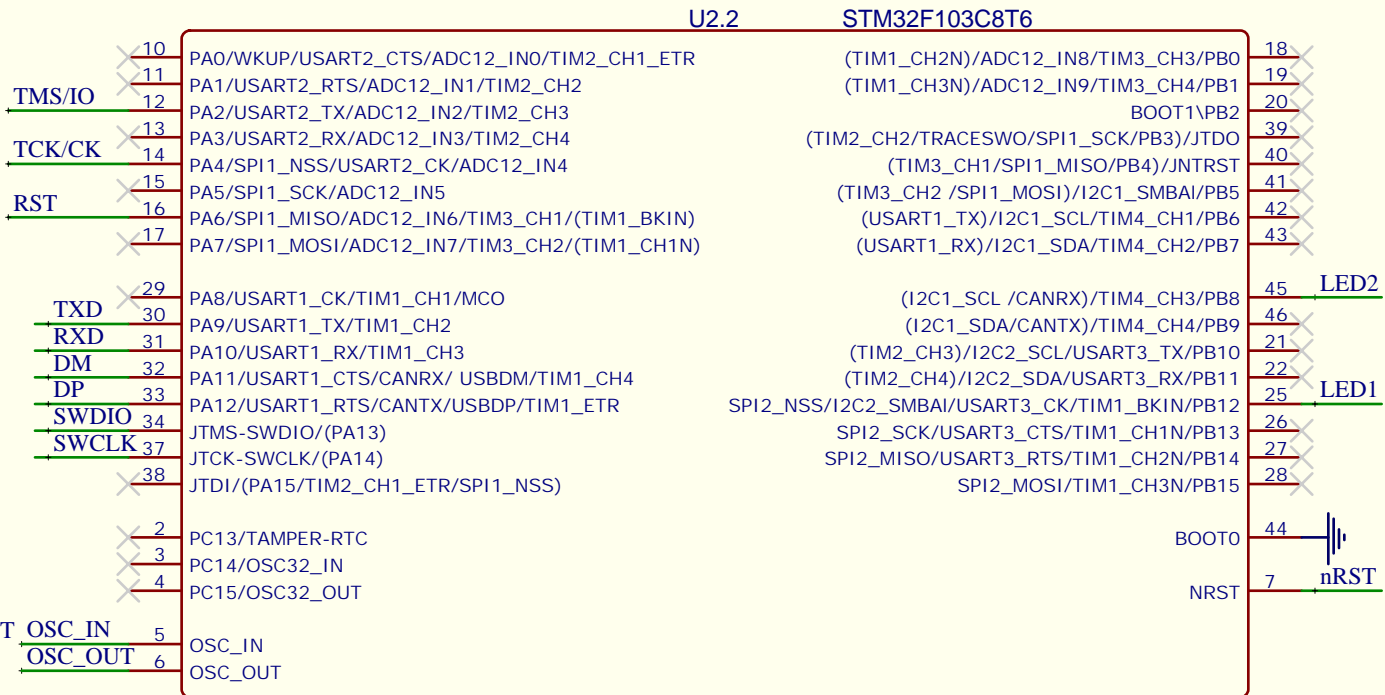 U2.2 STM32F103C8T6
10 PA0/WKUP/USART2_CTS/ADC12_IN0/TIM2_CH1_ETR (TIM1_CH2N)/ADC12_IN8/TIM3_CH3/PB0 18
11 PA1/USART2_RTS/ADC12_IN1/TIM2_CH2 (TIM1_CH3N)/ADC12_IN9/TIM3_CH4/PB1 19
TMS/IO 12 PA2/USART2_TX/ADC12_IN2/TIM2_CH3 BOOT1\PB2 20
13 PA3/USART2_RX/ADC12_IN3/TIM2_CH4 (TIM2_CH2/TRACESWO/SPI1_SCK/PB3)/JTDO 39
TCK/CK 14 PA4/SPI1_NSS/USART2_CK/ADC12_IN4 (TIM3_CH1/SPI1_MISO/PB4)/JNTRST 40
15 PA5/SPI1_SCK/ADC12_IN5 (TIM3_CH2 /SPI1_MOSI)/I2C1_SMBAI/PB5 41
RST 16 PA6/SPI1_MISO/ADC12_IN6/TIM3_CH1/(TIM1_BKIN) (USART1_TX)/I2C1_SCL/TIM4_CH1/PB6 42
17 PA7/SPI1_MOSI/ADC12_IN7/TIM3_CH2/(TIM1_CH1N) (USART1_RX)/I2C1_SDA/TIM4_CH2/PB7 43
29 PA8/USART1_CK/TIM1_CH1/MCO (I2C1_SCL /CANRX)/TIM4_CH3/PB8 45 LED2
TXD 30 PA9/USART1_TX/TIM1_CH2 (I2C1_SDA/CANTX)/TIM4_CH4/PB9 46
RXD 31 PA10/USART1_RX/TIM1_CH3 (TIM2_CH3)/I2C2_SCL/USART3_TX/PB10 21
DM 32 PA11/USART1_CTS/CANRX/ USBDM/TIM1_CH4 (TIM2_CH4)/I2C2_SDA/USART3_RX/PB11 22
DP 33 PA12/USART1_RTS/CANTX/USBDP/TIM1_ETR SPI2_NSS/I2C2_SMBAI/USART3_CK/TIM1_BKIN/PB12 25 LED1
SWDIO 34 JTMS-SWDIO/(PA13) SPI2_SCK/USART3_CTS/TIM1_CH1N/PB13 26
SWCLK 37 JTCK-SWCLK/(PA14) SPI2_MISO/USART3_RTS/TIM1_CH2N/PB14 27
38 JTDI/(PA15/TIM2_CH1_ETR/SPI1_NSS) SPI2_MOSI/TIM1_CH3N/PB15 28
2 PC13/TAMPER-RTC BOOT0 44
3 PC14/OSC32_IN
4 PC15/OSC32_OUT NRST 7 nRST
T OSC_IN 5 OSC_IN
OSC_OUT 6 OSC_OUT